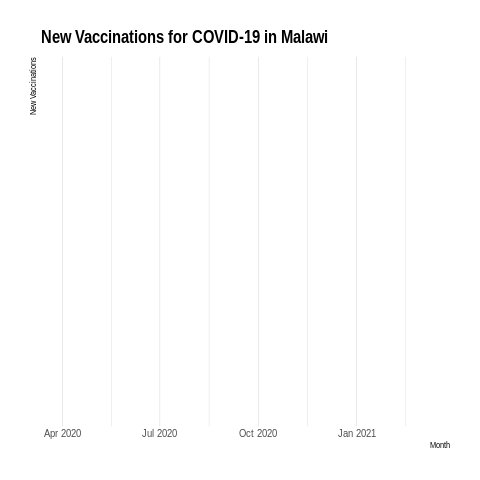 New Vaccinations for COVID-19 in Malawi
New Vaccinations
Apr 2020 Jul 2020 Oct 2020 Jan 2021
Month